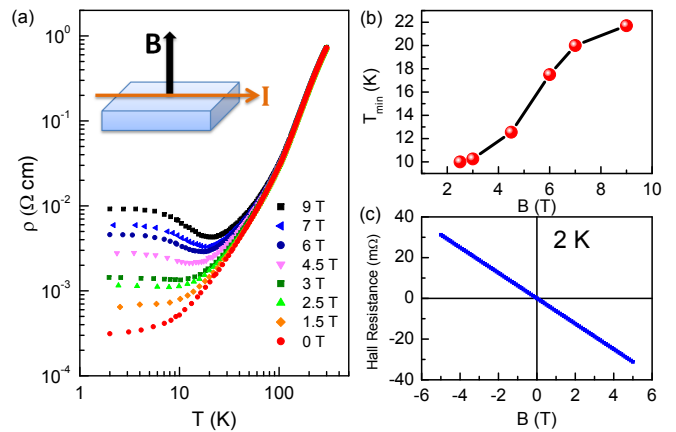 (a)
10⁰
10⁻¹
10⁻²
10⁻³
10⁻⁴
ρ (Ω cm)
B
I
9 T
7 T
6 T
4.5 T
3 T
2.5 T
1.5 T
0 T
1 10 100
T (K)
(b)
22
20
18
16
14
12
10
T_min (K)
2 4 6 8 10
B (T)
(c)
2 K
40
20
0
-20
-40
Hall Resistance (mΩ)
-6 -4 -2 0 2 4 6
B (T)